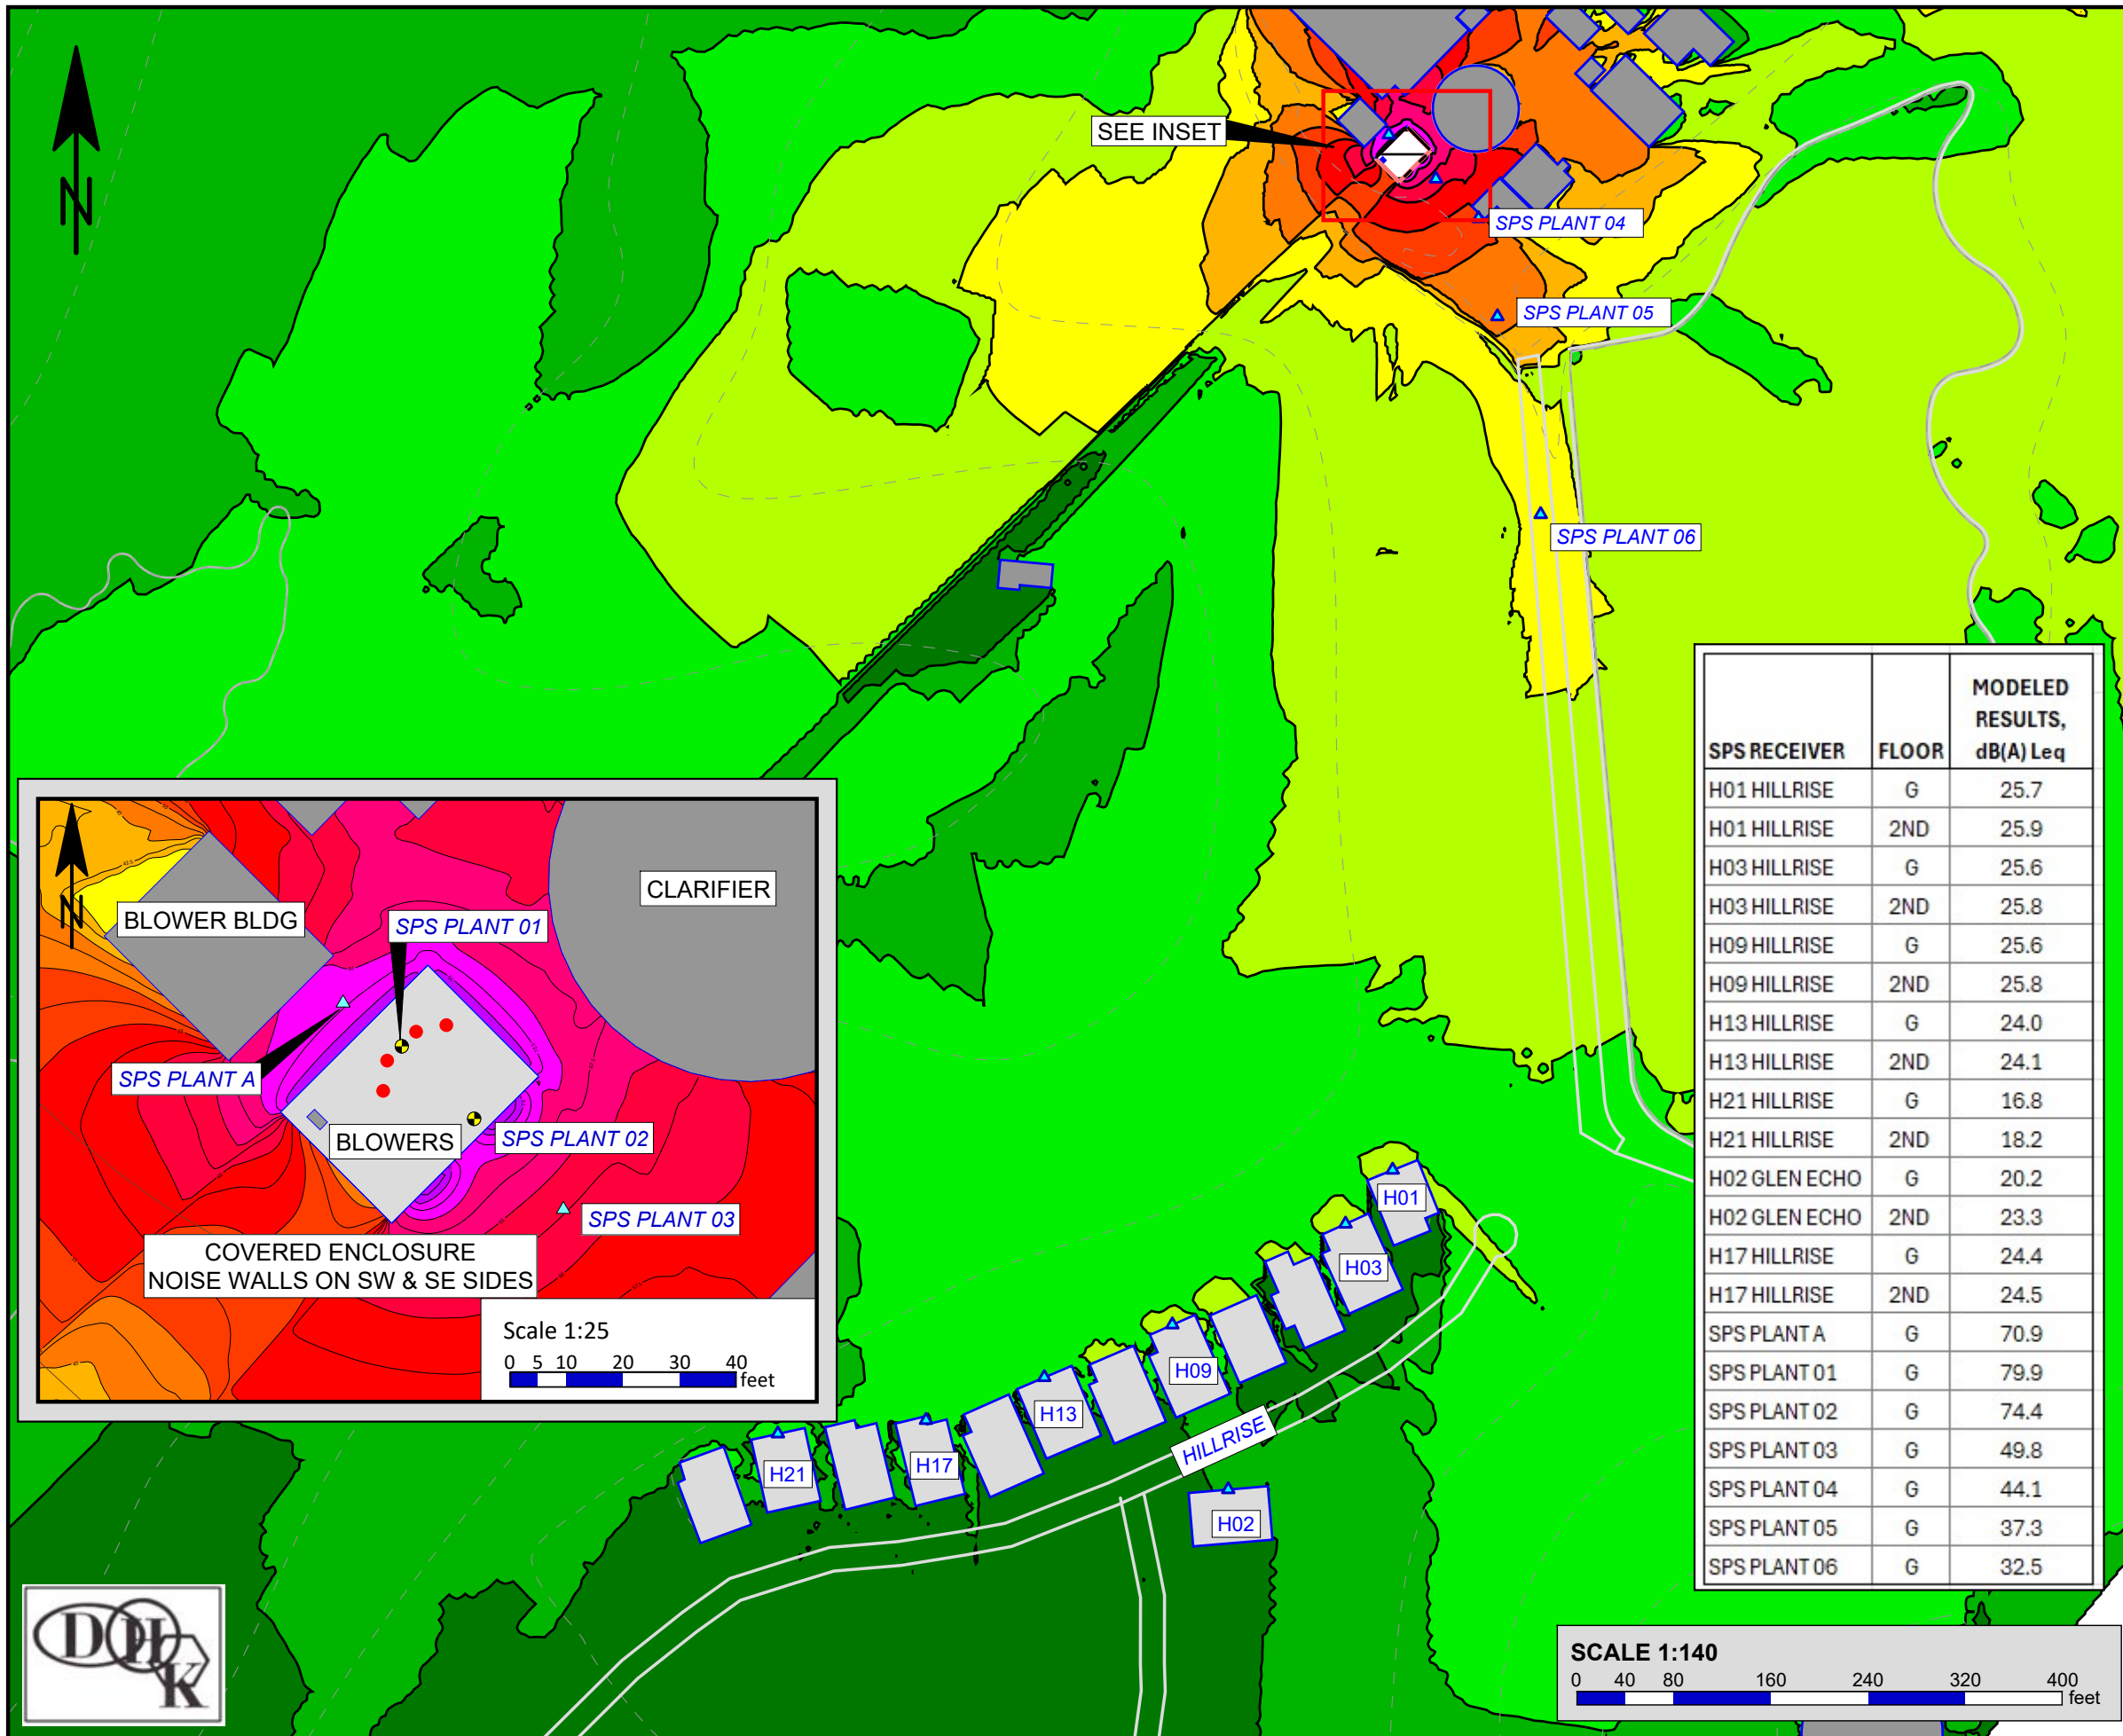 N
SEE INSET
SPS PLANT 04
SPS PLANT 05
SPS PLANT 06
SPS RECEIVER FLOOR MODELED RESULTS, dB(A) Leq
H01 HILLRISE G 25.7
H01 HILLRISE 2ND 25.9
H03 HILLRISE G 25.6
H03 HILLRISE 2ND 25.8
H09 HILLRISE G 25.6
H09 HILLRISE 2ND 25.8
H13 HILLRISE G 24.0
H13 HILLRISE 2ND 24.1
H21 HILLRISE G 16.8
H21 HILLRISE 2ND 18.2
H02 GLEN ECHO G 20.2
H02 GLEN ECHO 2ND 23.3
H17 HILLRISE G 24.4
H17 HILLRISE 2ND 24.5
SPS PLANT A G 70.9
SPS PLANT 01 G 79.9
SPS PLANT 02 G 74.4
SPS PLANT 03 G 49.8
SPS PLANT 04 G 44.1
SPS PLANT 05 G 37.3
SPS PLANT 06 G 32.5
N
CLARIFIER
BLOWER BLDG
SPS PLANT 01
SPS PLANT A
BLOWERS
SPS PLANT 02
SPS PLANT 03
COVERED ENCLOSURE
NOISE WALLS ON SW & SE SIDES
Scale 1:25
0 5 10 20 30 40
feet
H01
H03
H09
H13
H17
H21
HILLRISE
H02
DHK
SCALE 1:140
0 40 80 160 240 320 400
feet